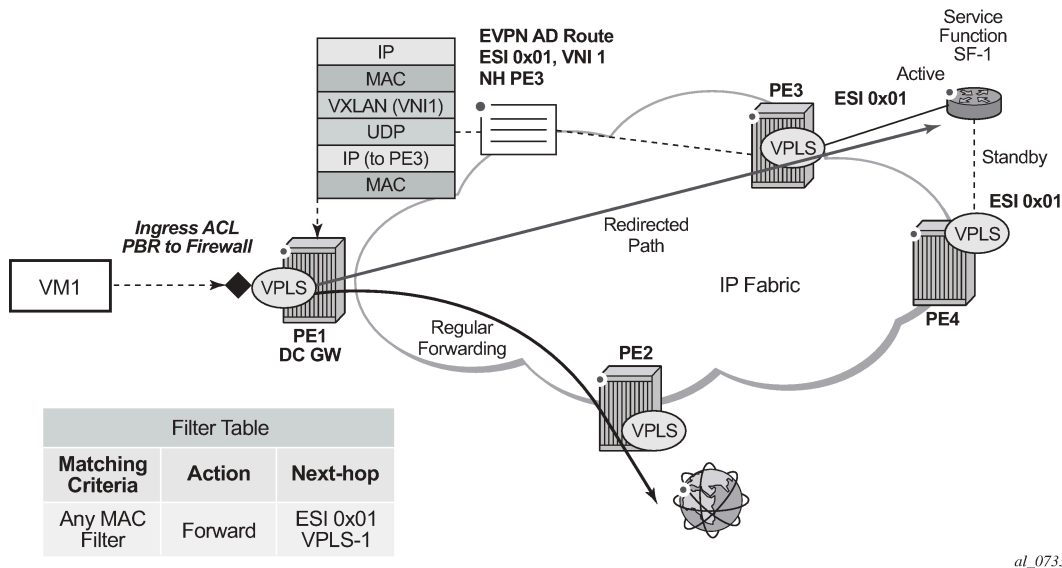 IP
MAC
VXLAN (VNI1)
UDP
IP (to PE3)
MAC
EVPN AD Route
ESI 0x01, VNI 1
NH PE3
Service
Function
SF-1
Active
PE3
ESI 0x01
VPLS
Standby
ESI 0x01
VPLS
PE4
Ingress ACL
PBR to Firewall
VM1
VPLS
PE1
DC GW
Redirected
Path
IP Fabric
Regular
Forwarding
PE2
VPLS
Filter Table
Matching
Criteria
Action
Next-hop
Any MAC
Filter
Forward
ESI 0x01
VPLS-1